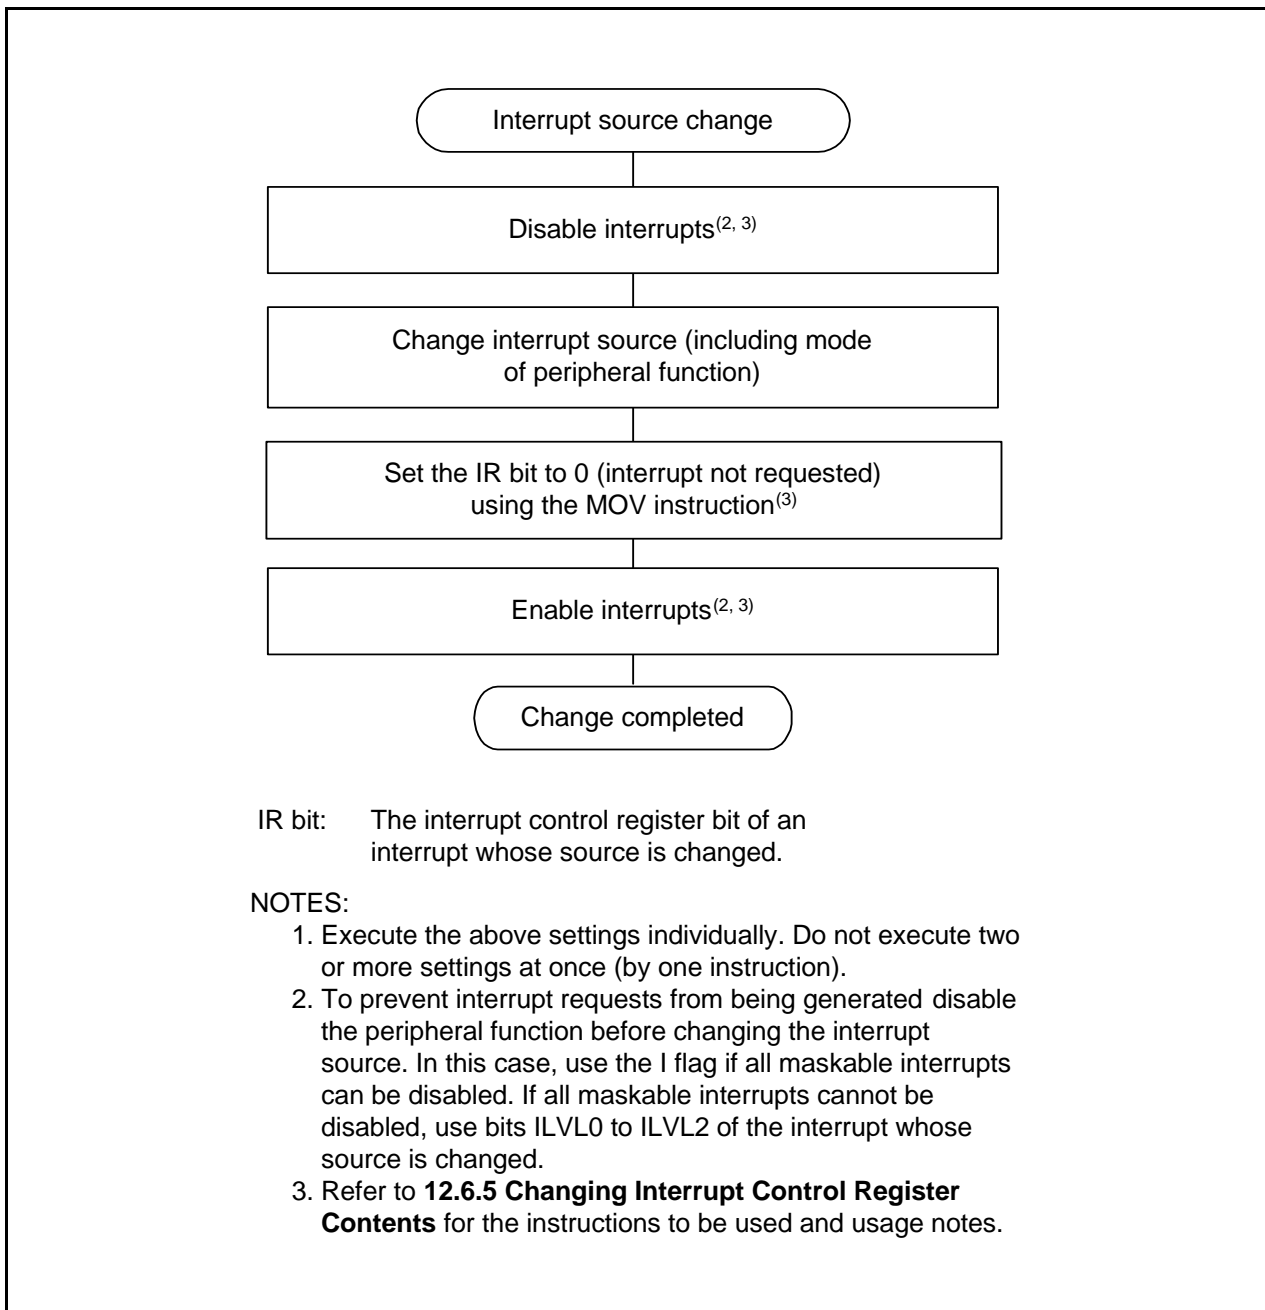 Interrupt source change
Disable interrupts(2, 3)
Change interrupt source (including mode
of peripheral function)
Set the IR bit to 0 (interrupt not requested)
using the MOV instruction(3)
Enable interrupts(2, 3)
Change completed
IR bit: The interrupt control register bit of an
interrupt whose source is changed.
NOTES:
1. Execute the above settings individually. Do not execute two
or more settings at once (by one instruction).
2. To prevent interrupt requests from being generated disable
the peripheral function before changing the interrupt
source. In this case, use the I flag if all maskable interrupts
can be disabled. If all maskable interrupts cannot be
disabled, use bits ILVL0 to ILVL2 of the interrupt whose
source is changed.
3. Refer to 12.6.5 Changing Interrupt Control Register
Contents for the instructions to be used and usage notes.